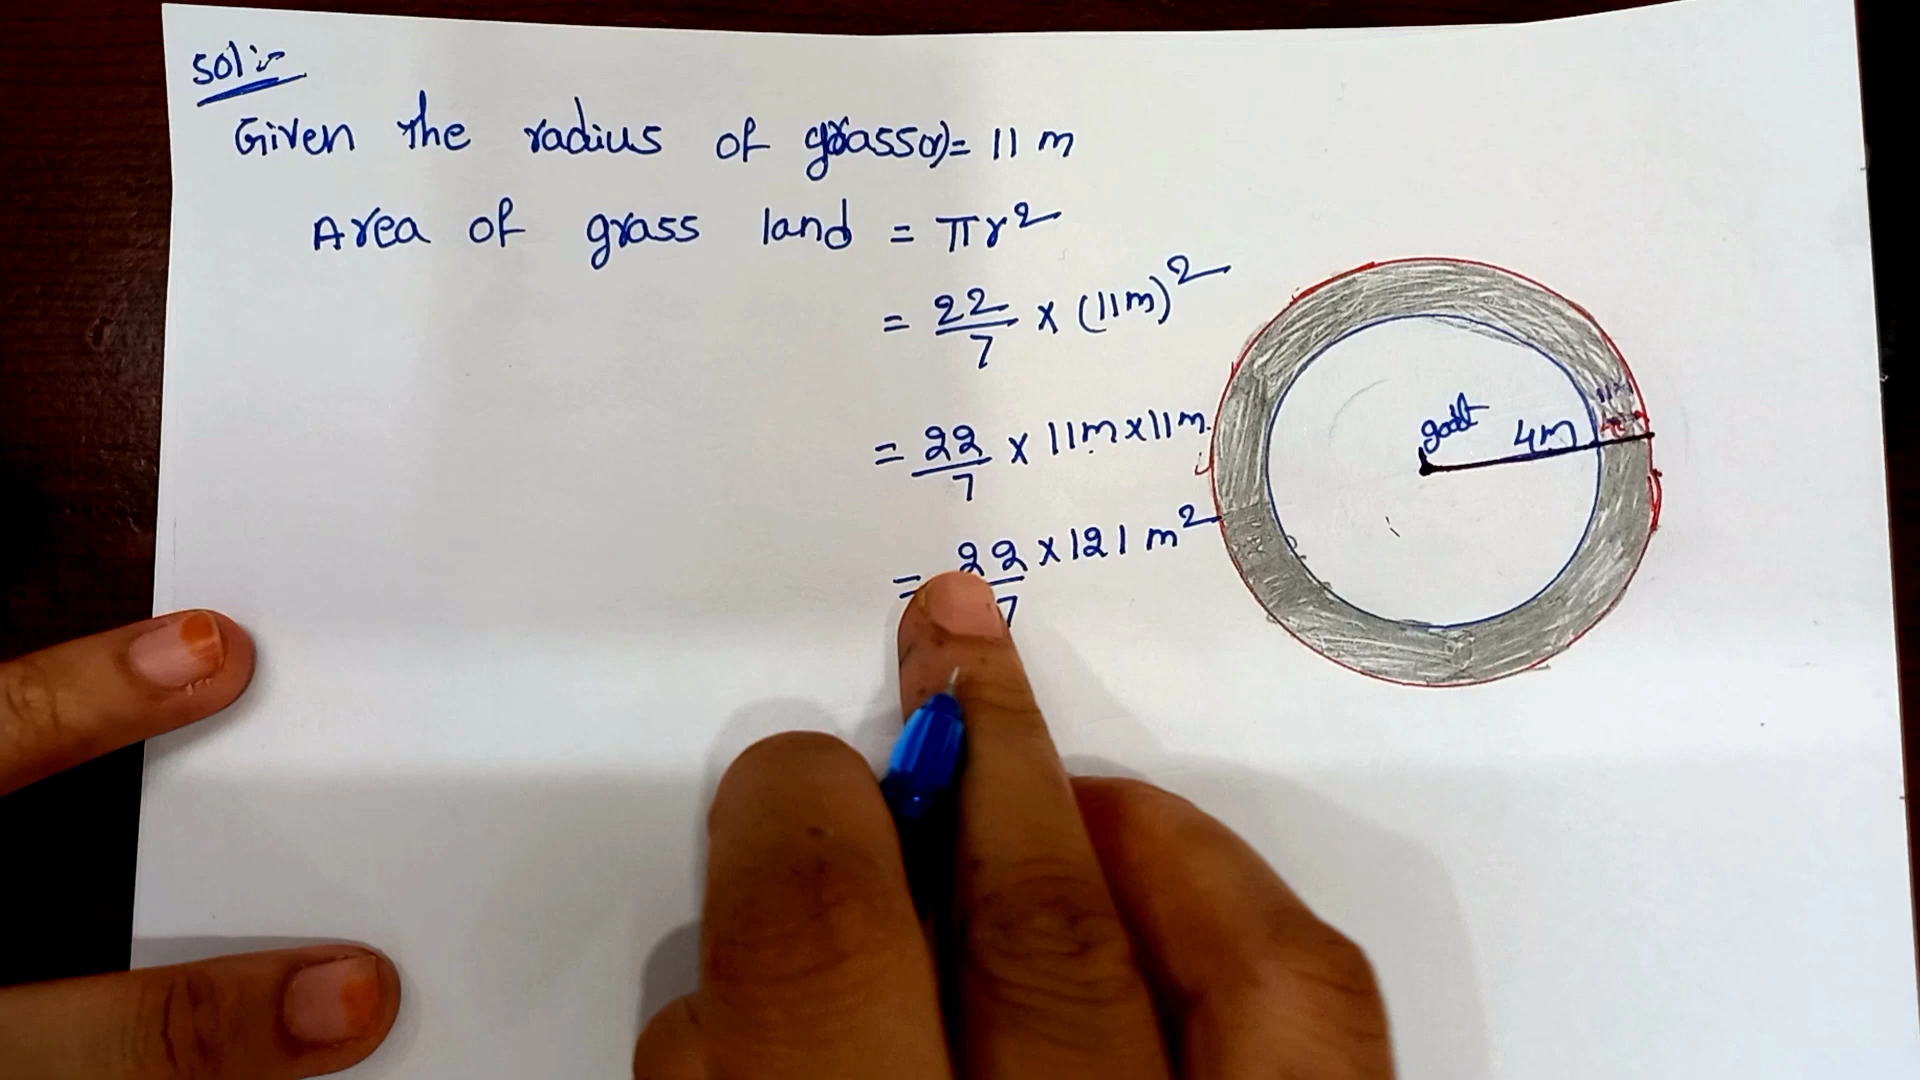 Sol:-
Given the radius of grass(r)= 11 m
Area of grass land = πr²
= 22/7 × (11m)²
= 22/7 × 11m×11m.
= 22/7 ×121 m²
goat 4m